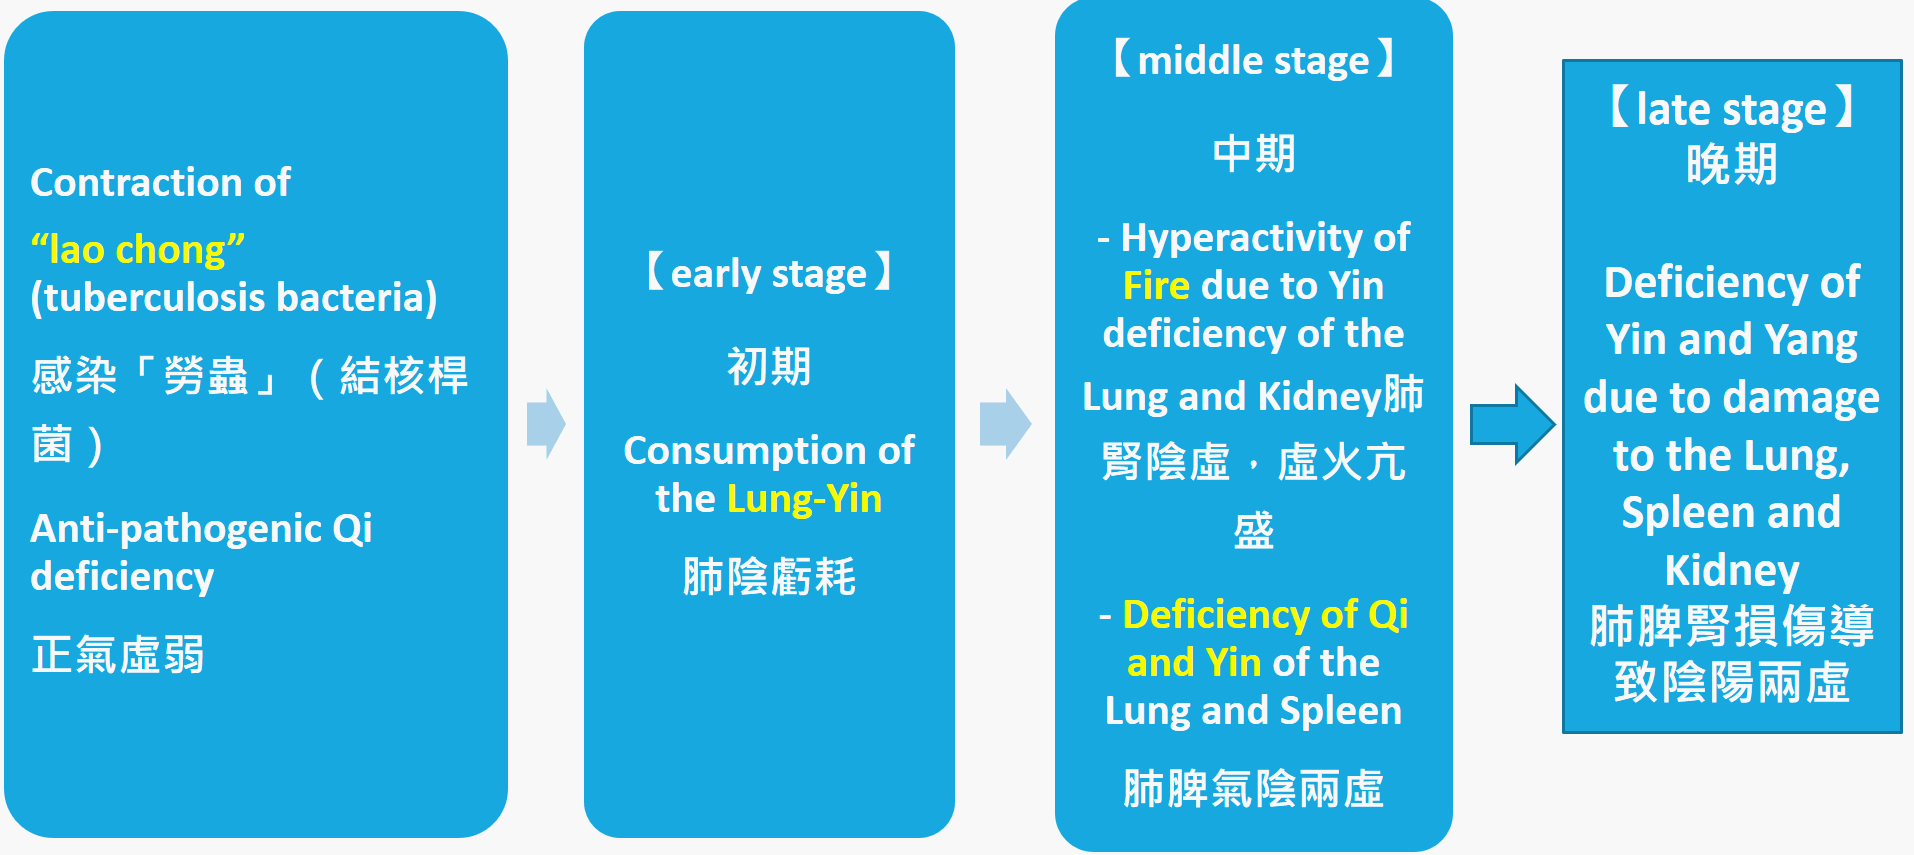 Contraction of
“lao chong”
(tuberculosis bacteria)
感染「勞蟲」（結核桿
菌）
Anti-pathogenic Qi
deficiency
正氣虛弱
【early stage】
初期
Consumption of
the Lung-Yin
肺陰虧耗
【middle stage】
中期
- Hyperactivity of
Fire due to Yin
deficiency of the
Lung and Kidney肺
腎陰虛，虛火亢
盛
- Deficiency of Qi
and Yin of the
Lung and Spleen
肺脾氣陰兩虛
【late stage】
晚期
Deficiency of
Yin and Yang
due to damage
to the Lung,
Spleen and
Kidney
肺脾腎損傷導
致陰陽兩虛